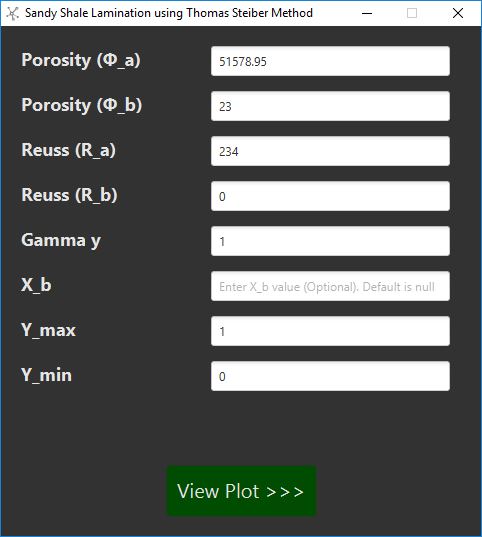 Sandy Shale Lamination using Thomas Steiber Method
Porosity (Φ_a) 51578.95
Porosity (Φ_b) 23
Reuss (R_a) 234
Reuss (R_b) 0
Gamma y 1
X_b Enter X_b value (Optional). Default is null
Y_max 1
Y_min 0
View Plot >>>